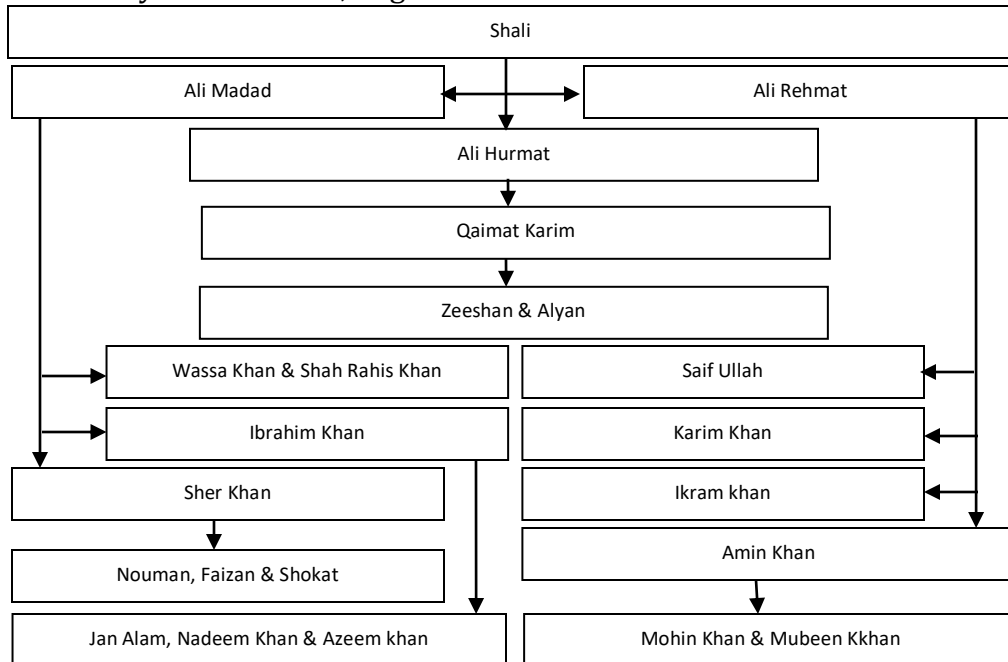 Shali
Ali Madad
Ali Rehmat
Ali Hurmat
Qaimat Karim
Zeeshan & Alyan
Wassa Khan & Shah Rahis Khan
Saif Ullah
Ibrahim Khan
Karim Khan
Sher Khan
Ikram khan
Amin Khan
Nouman, Faizan & Shokat
Jan Alam, Nadeem Khan & Azeem khan
Mohin Khan & Mubeen Kkhan